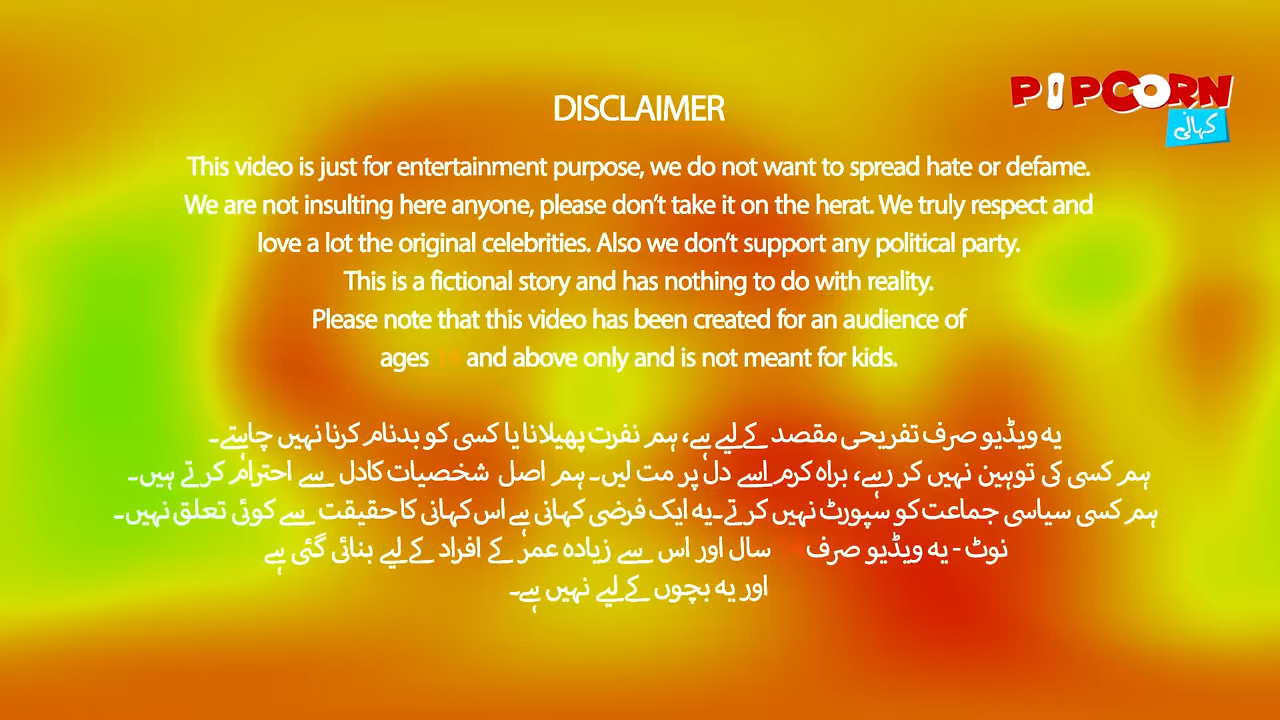 POPCORN
کہانی
DISCLAIMER
This video is just for entertainment purpose, we do not want to spread hate or defame.
We are not insulting here anyone, please don't take it on the herat. We truly respect and
love a lot the original celebrities. Also we don't support any political party.
This is a fictional story and has nothing to do with reality.
Please note that this video has been created for an audience of
ages and above only and is not meant for kids.
یہ ویڈیو صرف تفریحی مقصد کے لیے ہے، ہم نفرت پھیلانا یا کسی کو بدنام کرنا نہیں چاہتے۔
ہم کسی کی توہین نہیں کر رہے، براہ کرم اسے دل پر مت لیں۔ ہم اصل شخصیات کا دل سے احترام کرتے ہیں۔
ہم کسی سیاسی جماعت کو سپورٹ نہیں کرتے۔ یہ ایک فرضی کہانی ہے اس کہانی کا حقیقت سے کوئی تعلق نہیں۔
نوٹ - یہ ویڈیو صرف سال اور اس سے زیادہ عمر کے افراد کے لیے بنائی گئی ہے
اور یہ بچوں کے لیے نہیں ہے۔